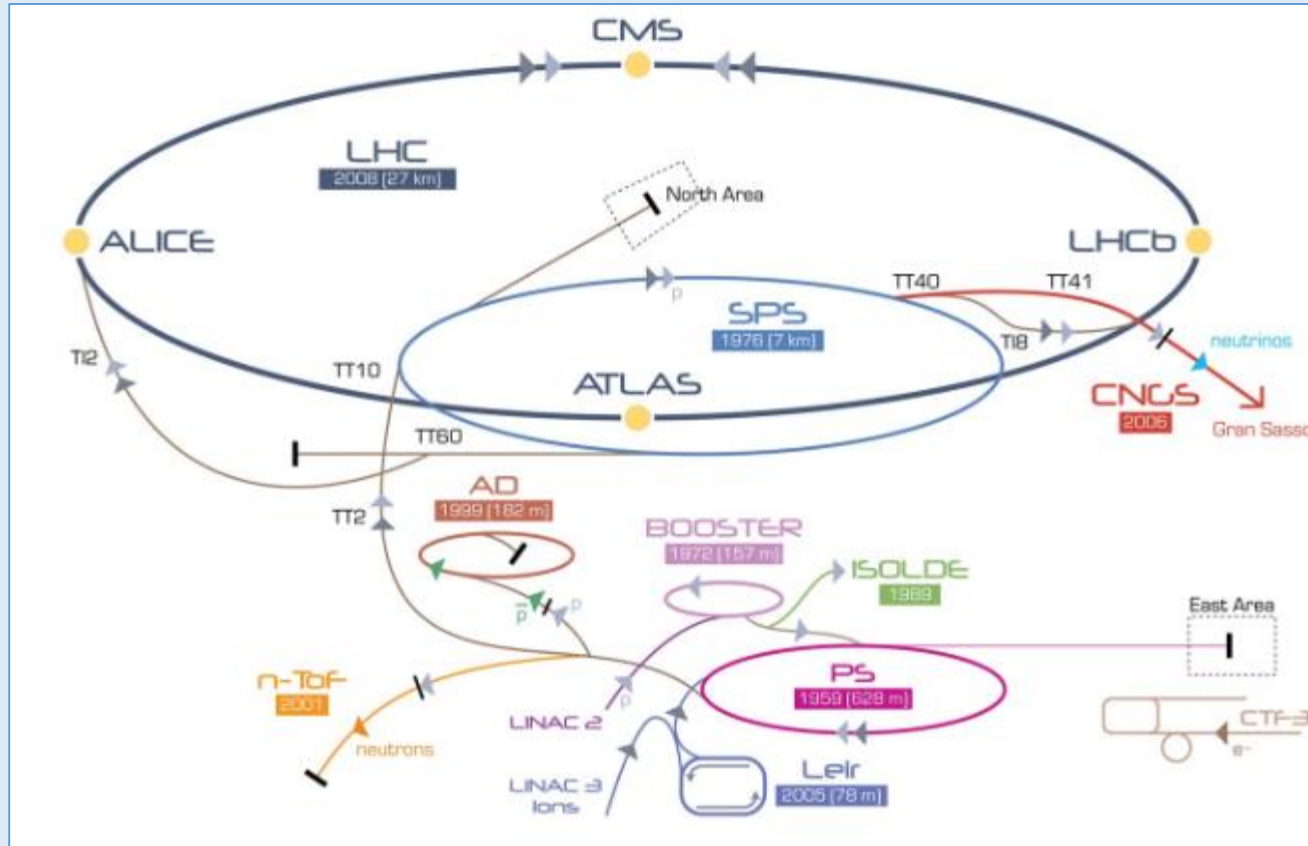 CMS
LHC
2008 (27 km)
North Area
ALICE
LHCb
TT40
TT41
p
SPS
1976 (7 km)
TI8
neutrinos
TI2
TT10
ATLAS
CNGS
2006
Gran Sasso
TT60
AD
1999 (182 m)
TT2
BOOSTER
1972 (157 m)
ISOLDE
1989
p̅
p
East Area
n-ToF
2001
PS
1959 (628 m)
p
LINAC 2
CTF-3
neutrons
e-
LINAC 3
Ions
Leir
2005 (78 m)